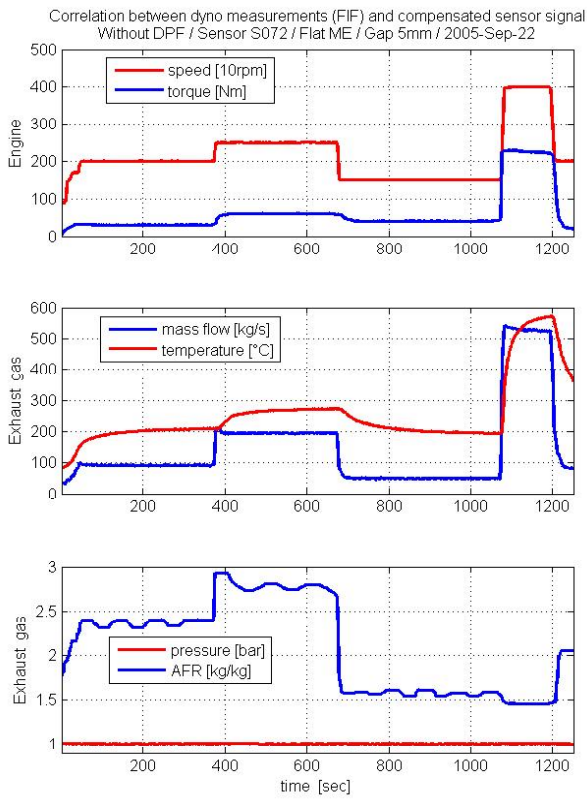 Correlation between dyno measurements (FIF) and compensated sensor signal
Without DPF / Sensor S072 / Flat ME / Gap 5mm / 2005-Sep-22
500
400
300
200
100
0
Engine
speed [10rpm]
torque [Nm]
200 400 600 800 1000 1200
600
500
400
300
200
100
0
Exhaust gas
mass flow [kg/s]
temperature [°C]
200 400 600 800 1000 1200
3
2.5
2
1.5
1
Exhaust gas
pressure [bar]
AFR [kg/kg]
200 400 600 800 1000 1200
time [sec]